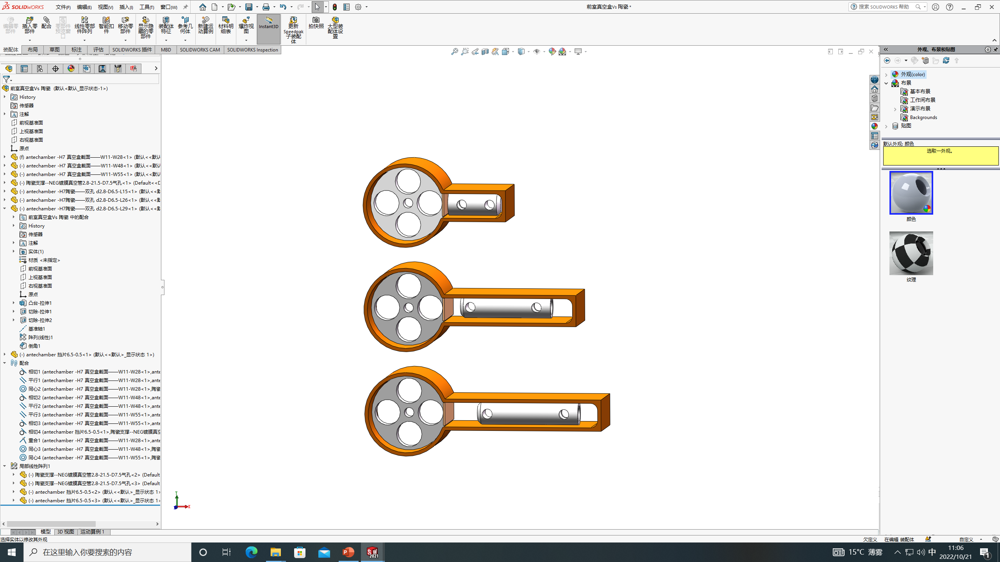 SOLIDWORKS 文件(F) 编辑(E) 视图(V) 插入(I) 工具(T) 窗口(W) 前室真空盒Vs 陶瓷 * 搜索 SOLIDWORKS 帮助
编辑零部件 插入零部件 配合 零部件预览窗口 线性零部件阵列 智能扣件 移动零部件 显示隐藏的零部件 装配体特征 参考几何体 新建运动算例 材料明细表 爆炸视图 Instant3D 更新Speedpak子装配体 拍快照 大型装配体设置
装配体 布局 草图 标注 评估 SOLIDWORKS 插件 MBD SOLIDWORKS CAM SOLIDWORKS Inspection
前室真空盒Vs 陶瓷 (默认<默认_显示状态-1>)
History
传感器
注解
前视基准面
上视基准面
右视基准面
原点
(f) antechamber -H7 真空盒截面——W11-W28<1> (默认<<默认
(-) antechamber -H7 真空盒截面——W11-W48<1> (默认<<默认
(-) antechamber -H7 真空盒截面——W11-W55<1> (默认<<默认
(-) 陶瓷支撑--NEG镀膜真空管2.8-21.5-D7.5气孔<1> (Default<<D
(-) antechamber -H7陶瓷——双孔 d2.8-D6.5-L15<1> (默认<<默
(-) antechamber -H7陶瓷——双孔 d2.8-D6.5-L26<1> (默认<<默
(-) antechamber -H7陶瓷——双孔 d2.8-D6.5-L29<1> (默认<<默
前室真空盒Vs 陶瓷 中的配合
History
传感器
注解
实体(1)
材质 <未指定>
前视基准面
上视基准面
右视基准面
原点
凸台-拉伸1
切除-拉伸1
切除-拉伸2
基准轴1
阵列(线性)1
倒角1
(-) antechamber 挡片6.5-0.5<1> (默认<<默认>_显示状态 1>)
配合
相切1 (antechamber -H7 真空盒截面——W11-W28<1>,ante
平行1 (antechamber -H7 真空盒截面——W11-W28<1>,ante
同心2 (antechamber -H7 真空盒截面——W11-W28<1>,陶瓷
相切2 (antechamber -H7 真空盒截面——W11-W48<1>,ante
平行2 (antechamber -H7 真空盒截面——W11-W48<1>,ante
平行3 (antechamber -H7 真空盒截面——W11-W55<1>,ante
相切3 (antechamber -H7 真空盒截面——W11-W55<1>,ante
相切4 (antechamber 挡片6.5-0.5<1>,陶瓷支撑--NEG镀膜真空
重合1 (antechamber -H7 真空盒截面——W11-W28<1>,ante
同心3 (antechamber -H7 真空盒截面——W11-W48<1>,陶瓷
同心4 (antechamber -H7 真空盒截面——W11-W55<1>,陶瓷
局部线性阵列1
(-) 陶瓷支撑--NEG镀膜真空管2.8-21.5-D7.5气孔<2> (Default
(-) 陶瓷支撑--NEG镀膜真空管2.8-21.5-D7.5气孔<3> (Default
(-) antechamber 挡片6.5-0.5<2> (默认<<默认>_显示状态 1>
(-) antechamber 挡片6.5-0.5<3> (默认<<默认>_显示状态 1>
Y
X
Z
外观、布景和贴图
外观(color)
布景
基本布景
工作间布景
演示布景
Backgrounds
贴图
默认外观: 颜色
选取一外观。
颜色
纹理
模型 3D 视图 运动算例 1
选择实体以修改其外观 欠定义 在编辑 装配体 自定义
在这里输入你要搜索的内容 P SW 2021 15°C 薄雾 中 11:06
2022/10/21 1